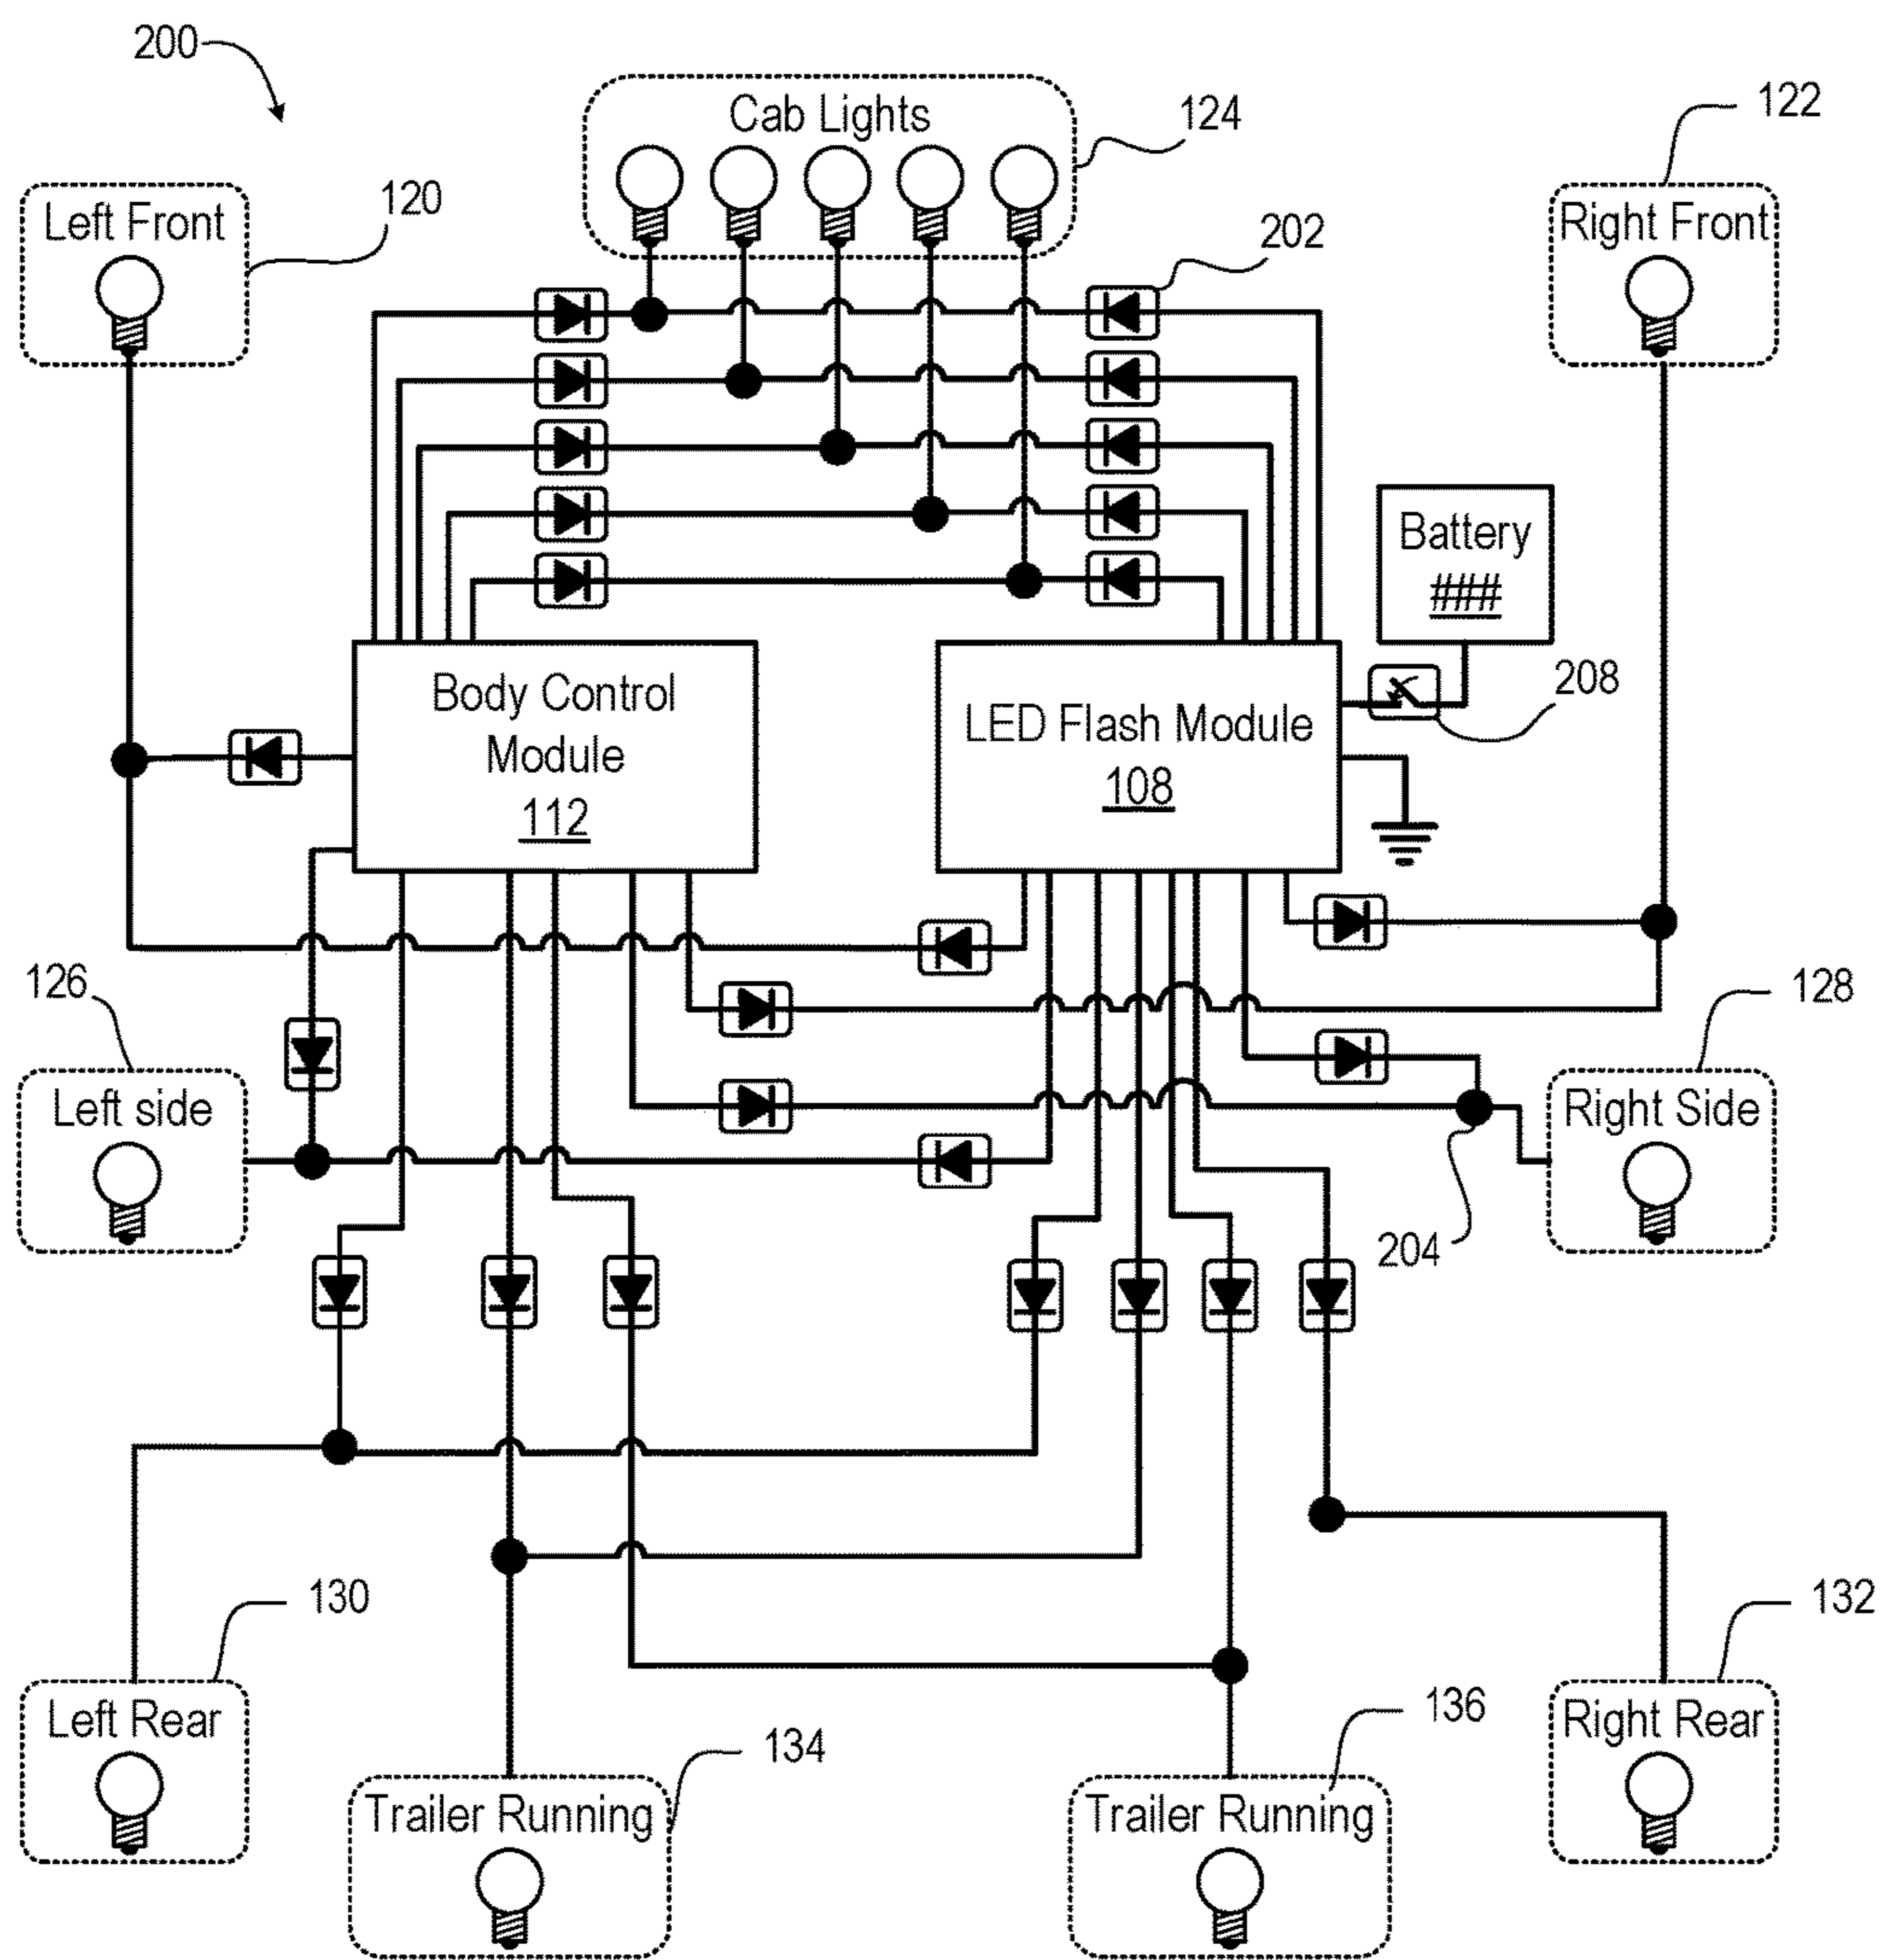 200
Cab Lights
124
122
Left Front
120
Right Front
202
Battery
###
208
Body Control
Module
112
LED Flash Module
108
126
128
Left side
Right Side
204
130
132
Left Rear
134
136
Right Rear
Trailer Running
Trailer Running